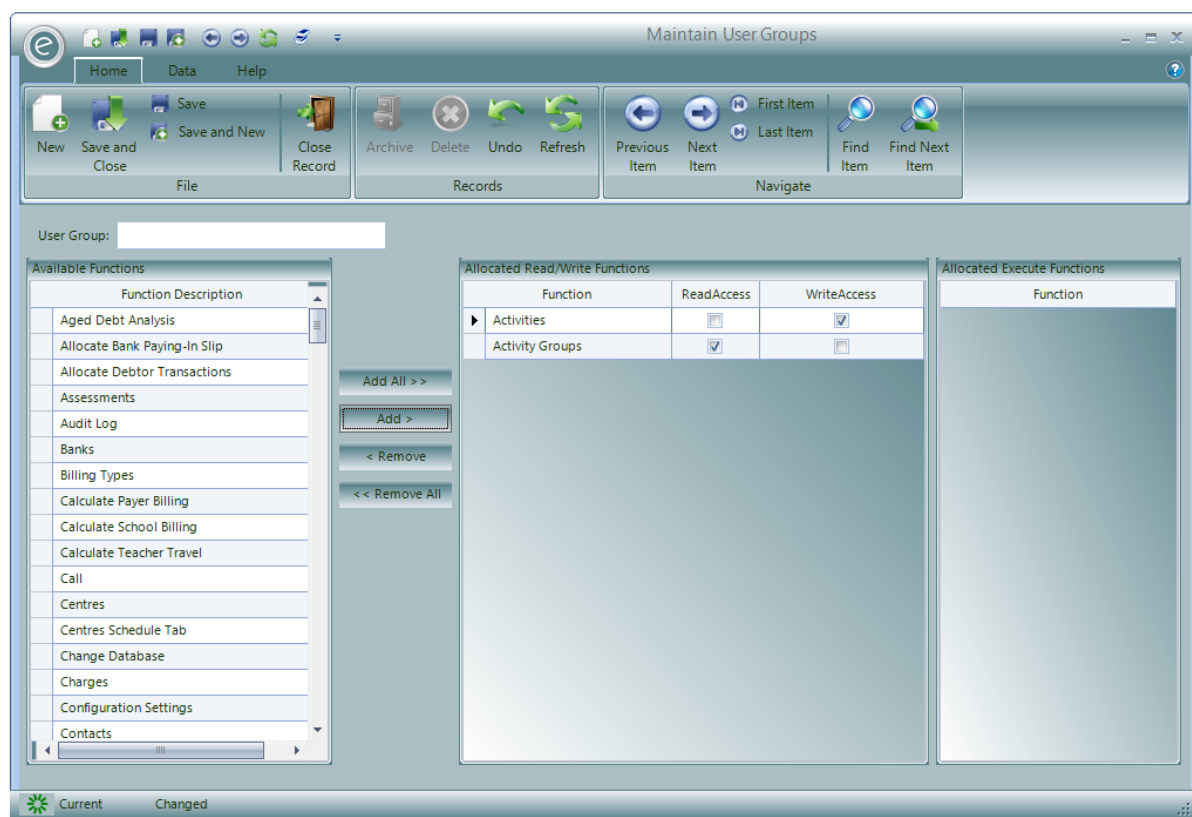 e
Maintain User Groups
Home Data Help
New
Save and Close
Save
Save and New
Close Record
File
Archive Delete Undo Refresh
Records
Previous Item
Next Item
First Item
Last Item
Find Item
Find Next Item
Navigate
User Group:
Available Functions
Function Description
Aged Debt Analysis
Allocate Bank Paying-In Slip
Allocate Debtor Transactions
Assessments
Audit Log
Banks
Billing Types
Calculate Payer Billing
Calculate School Billing
Calculate Teacher Travel
Call
Centres
Centres Schedule Tab
Change Database
Charges
Configuration Settings
Contacts
Add All >>
Add >
< Remove
<< Remove All
Allocated Read/Write Functions
Function ReadAccess WriteAccess
Activities
Activity Groups
Allocated Execute Functions
Function
Current Changed